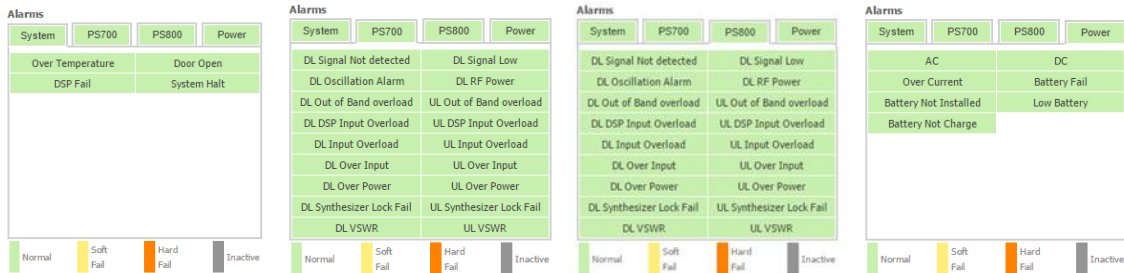 Alarms
System PS700 PS800 Power
Over Temperature Door Open
DSP Fail System Halt
Normal Soft Fail Hard Fail Inactive
Alarms
System PS700 PS800 Power
DL Signal Not detected DL Signal Low
DL Oscillation Alarm DL RF Power
DL Out of Band overload UL Out of Band overload
DL DSP Input Overload UL DSP Input Overload
DL Input Overload UL Input Overload
DL Over Input UL Over Input
DL Over Power UL Over Power
DL Synthesizer Lock Fail UL Synthesizer Lock Fail
DL VSWR UL VSWR
Normal Soft Fail Hard Fail Inactive
Alarms
System PS700 PS800 Power
DL Signal Not detected DL Signal Low
DL Oscillation Alarm DL RF Power
DL Out of Band overload UL Out of Band overload
DL DSP Input Overload UL DSP Input Overload
DL Input Overload UL Input Overload
DL Over Input UL Over Input
DL Over Power UL Over Power
DL Synthesizer Lock Fail UL Synthesizer Lock Fail
DL VSWR UL VSWR
Normal Soft Fail Hard Fail Inactive
Alarms
System PS700 PS800 Power
AC DC
Over Current Battery Fail
Battery Not Installed Low Battery
Battery Not Charge
Normal Soft Fail Hard Fail Inactive